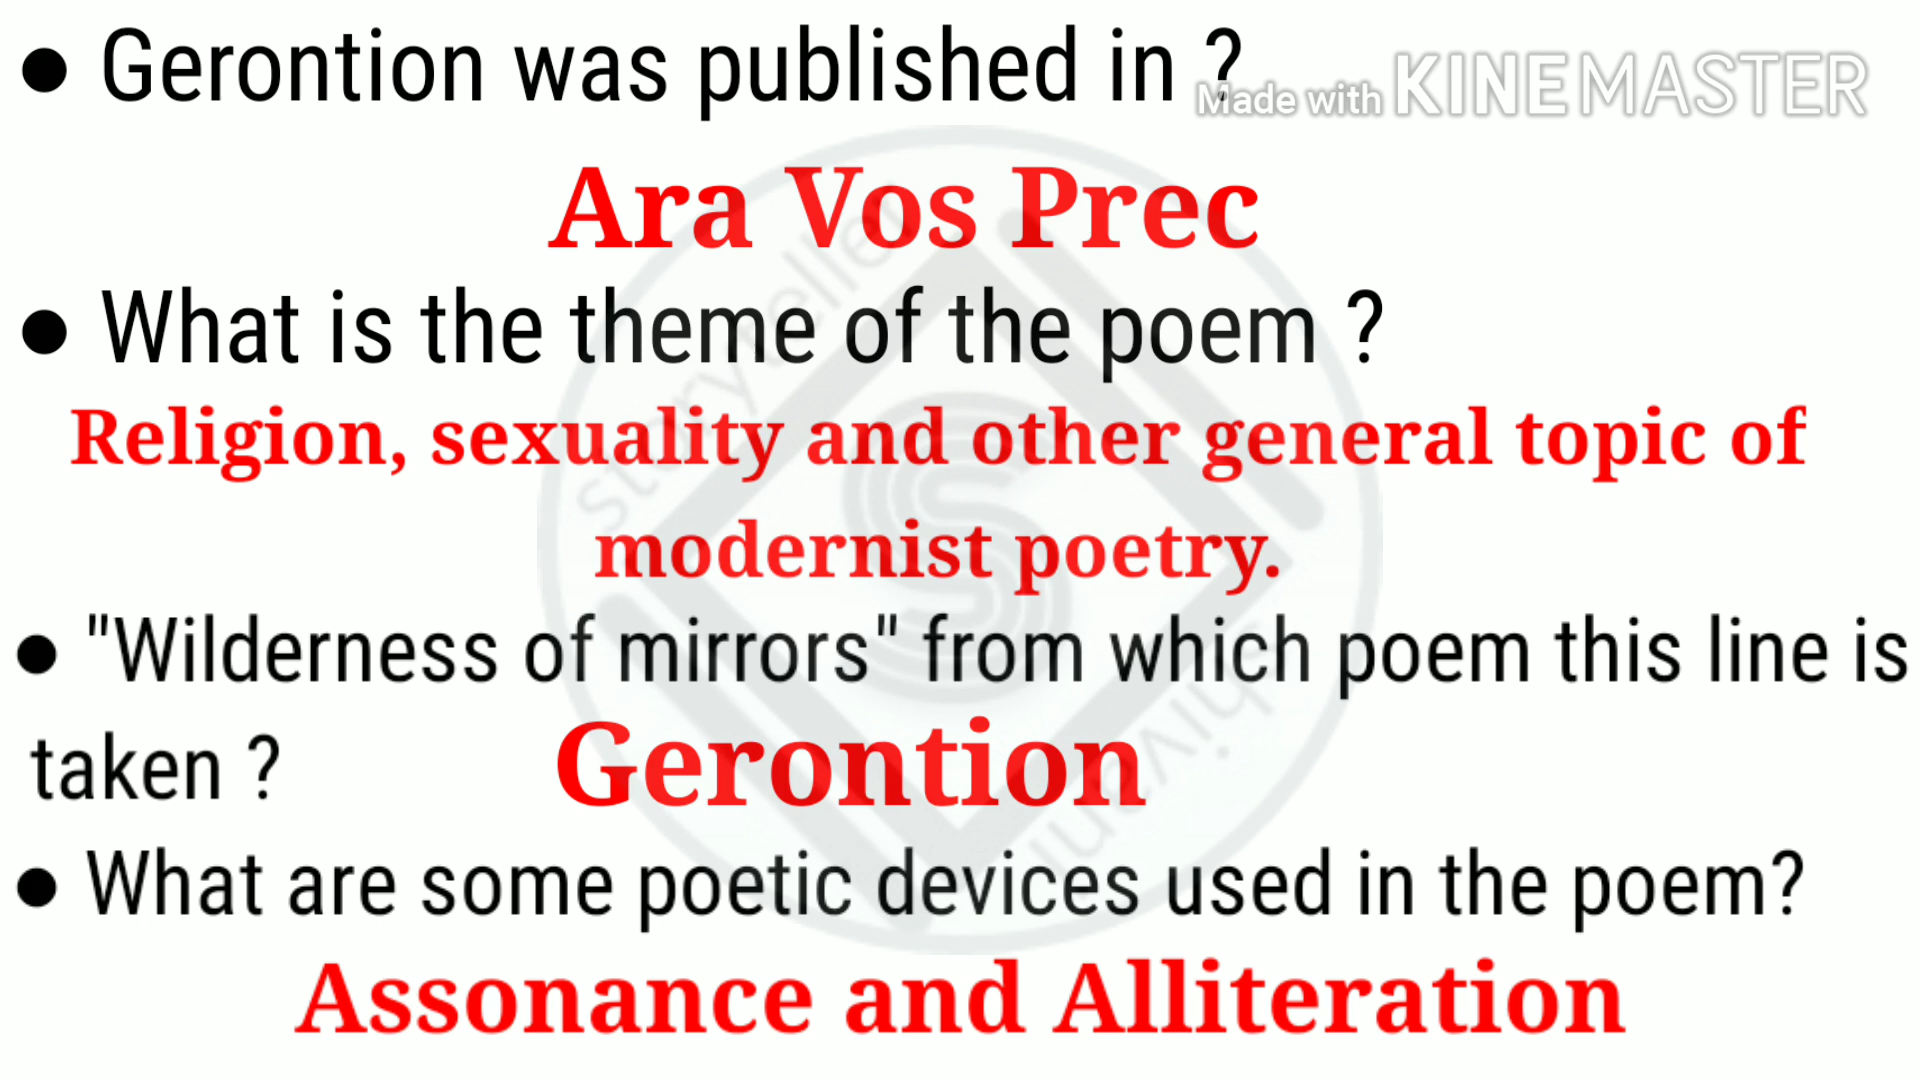 ● Gerontion was published in ?
Made with KINEMASTER
Ara Vos Prec
● What is the theme of the poem ?
Religion, sexuality and other general topic of
modernist poetry.
● "Wilderness of mirrors" from which poem this line is
taken ? Gerontion
● What are some poetic devices used in the poem?
Assonance and Alliteration
storyteller
shivani